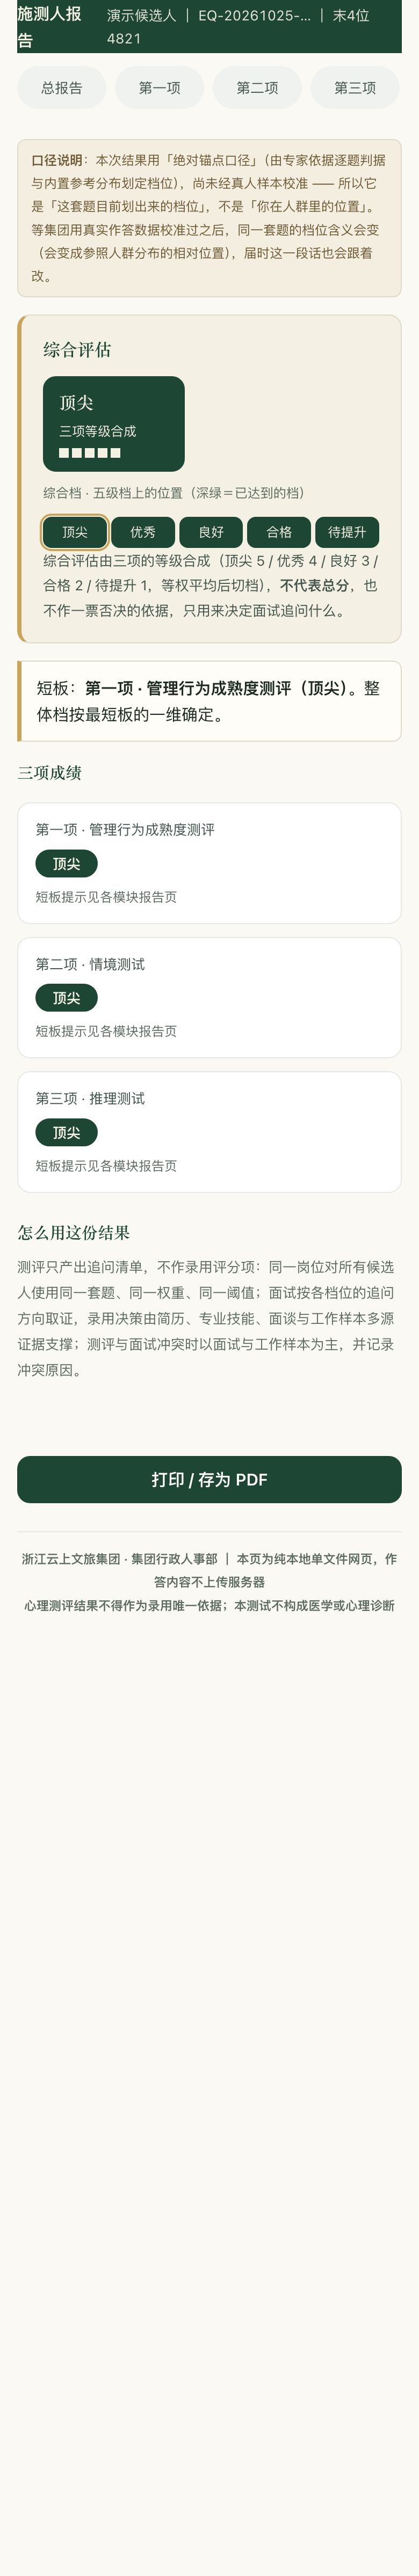 施测人报
告
演示候选人 ｜ EQ-20261025-… ｜ 末4位
4821
总报告
第一项
第二项
第三项
口径说明：本次结果用「绝对锚点口径」（由专家依据逐题判据
与内置参考分布划定档位），尚未经真人样本校准 —— 所以它
是「这套题目前划出来的档位」，不是「你在人群里的位置」。
等集团用真实作答数据校准过之后，同一套题的档位含义会变
（会变成参照人群分布的相对位置），届时这一段话也会跟着
改。
综合评估
顶尖
三项等级合成
综合档 · 五级档上的位置（深绿＝已达到的档）
顶尖
优秀
良好
合格
待提升
综合评估由三项的等级合成（顶尖 5 / 优秀 4 / 良好 3 /
合格 2 / 待提升 1，等权平均后切档），不代表总分，也
不作一票否决的依据，只用来决定面试追问什么。
短板：第一项 · 管理行为成熟度测评（顶尖）。整
体档按最短板的一维确定。
三项成绩
第一项 · 管理行为成熟度测评
顶尖
短板提示见各模块报告页
第二项 · 情境测试
顶尖
短板提示见各模块报告页
第三项 · 推理测试
顶尖
短板提示见各模块报告页
怎么用这份结果
测评只产出追问清单，不作录用评分项：同一岗位对所有候选
人使用同一套题、同一权重、同一阈值；面试按各档位的追问
方向取证，录用决策由简历、专业技能、面谈与工作样本多源
证据支撑；测评与面试冲突时以面试与工作样本为主，并记录
冲突原因。
打印 / 存为 PDF
浙江云上文旅集团 · 集团行政人事部 ｜ 本页为纯本地单文件网页，作
答内容不上传服务器
心理测评结果不得作为录用唯一依据；本测试不构成医学或心理诊断